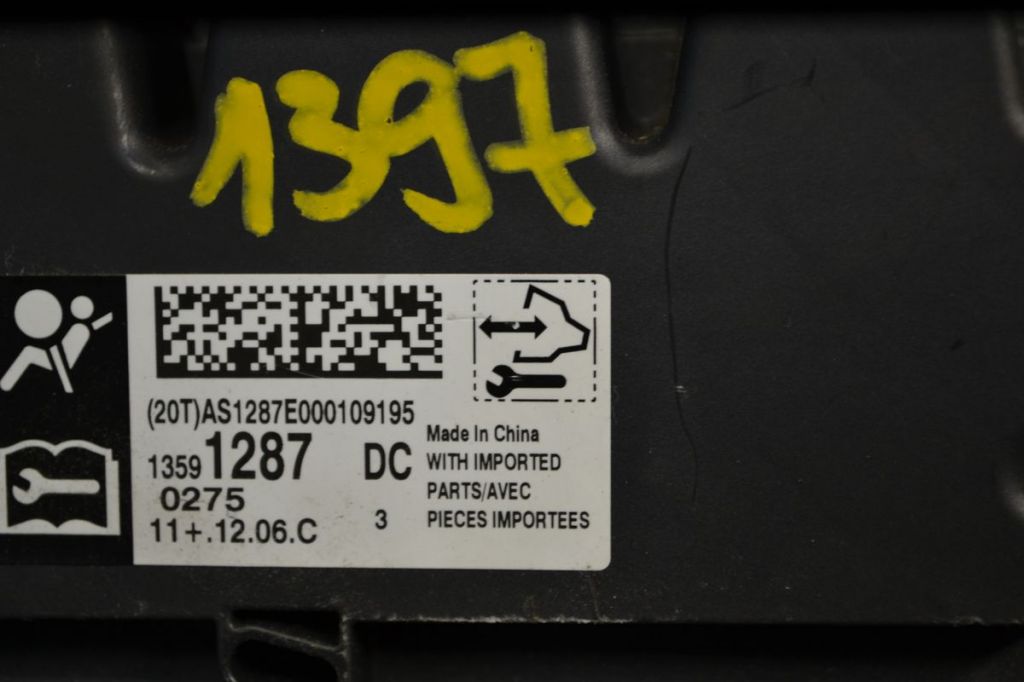 1397
(20T)AS1287E000109195
1359 1287 DC
0275
11+.12.06.C 3
Made In China
WITH IMPORTED
PARTS/AVEC
PIECES IMPORTEES